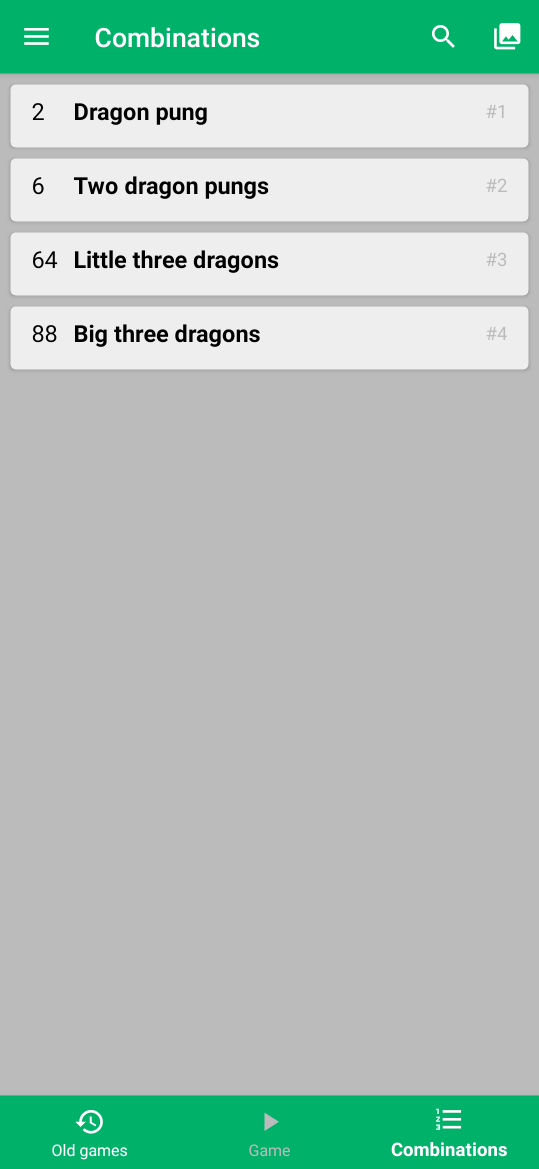 Combinations
2 Dragon pung #1
6 Two dragon pungs #2
64 Little three dragons #3
88 Big three dragons #4
Old games Game Combinations